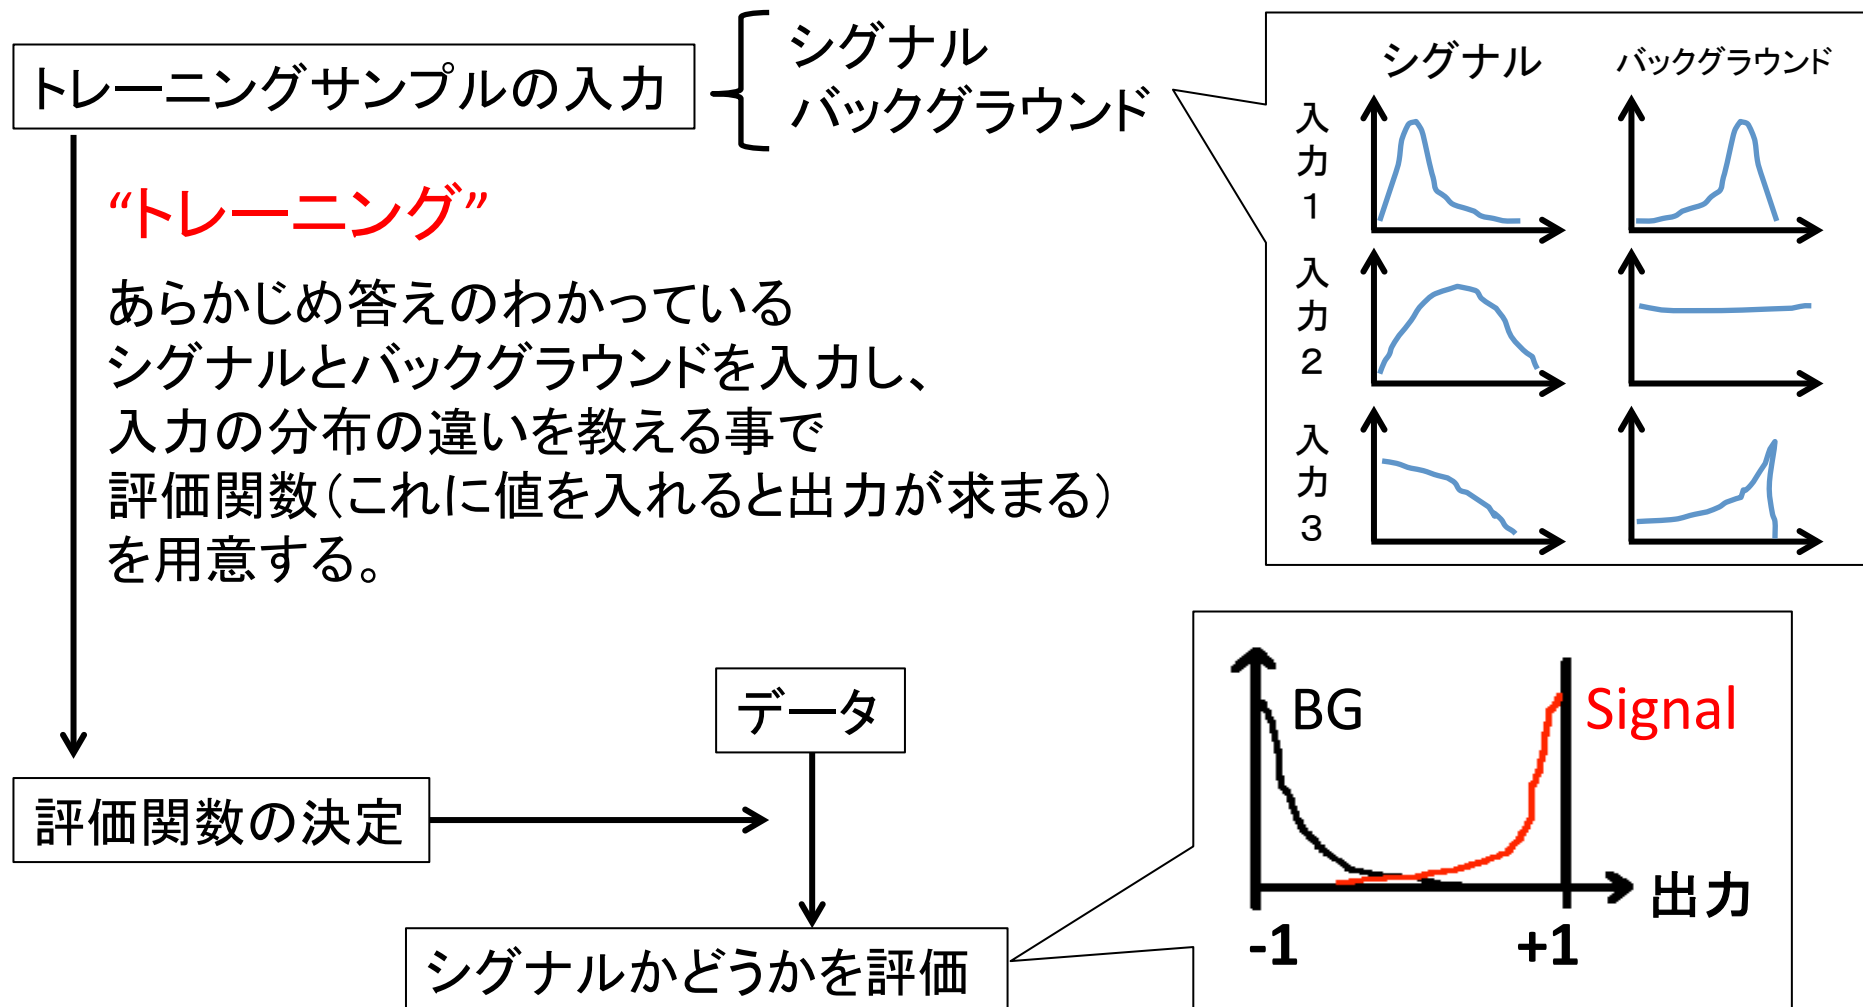 トレーニングサンプルの入力
シグナル
バックグラウンド
“トレーニング”
あらかじめ答えのわかっている
シグナルとバックグラウンドを入力し、
入力の分布の違いを教える事で
評価関数（これに値を入れると出力が求まる）
を用意する。
シグナル
バックグラウンド
入力1
入力2
入力3
データ
評価関数の決定
シグナルかどうかを評価
BG
Signal
出力
-1
+1